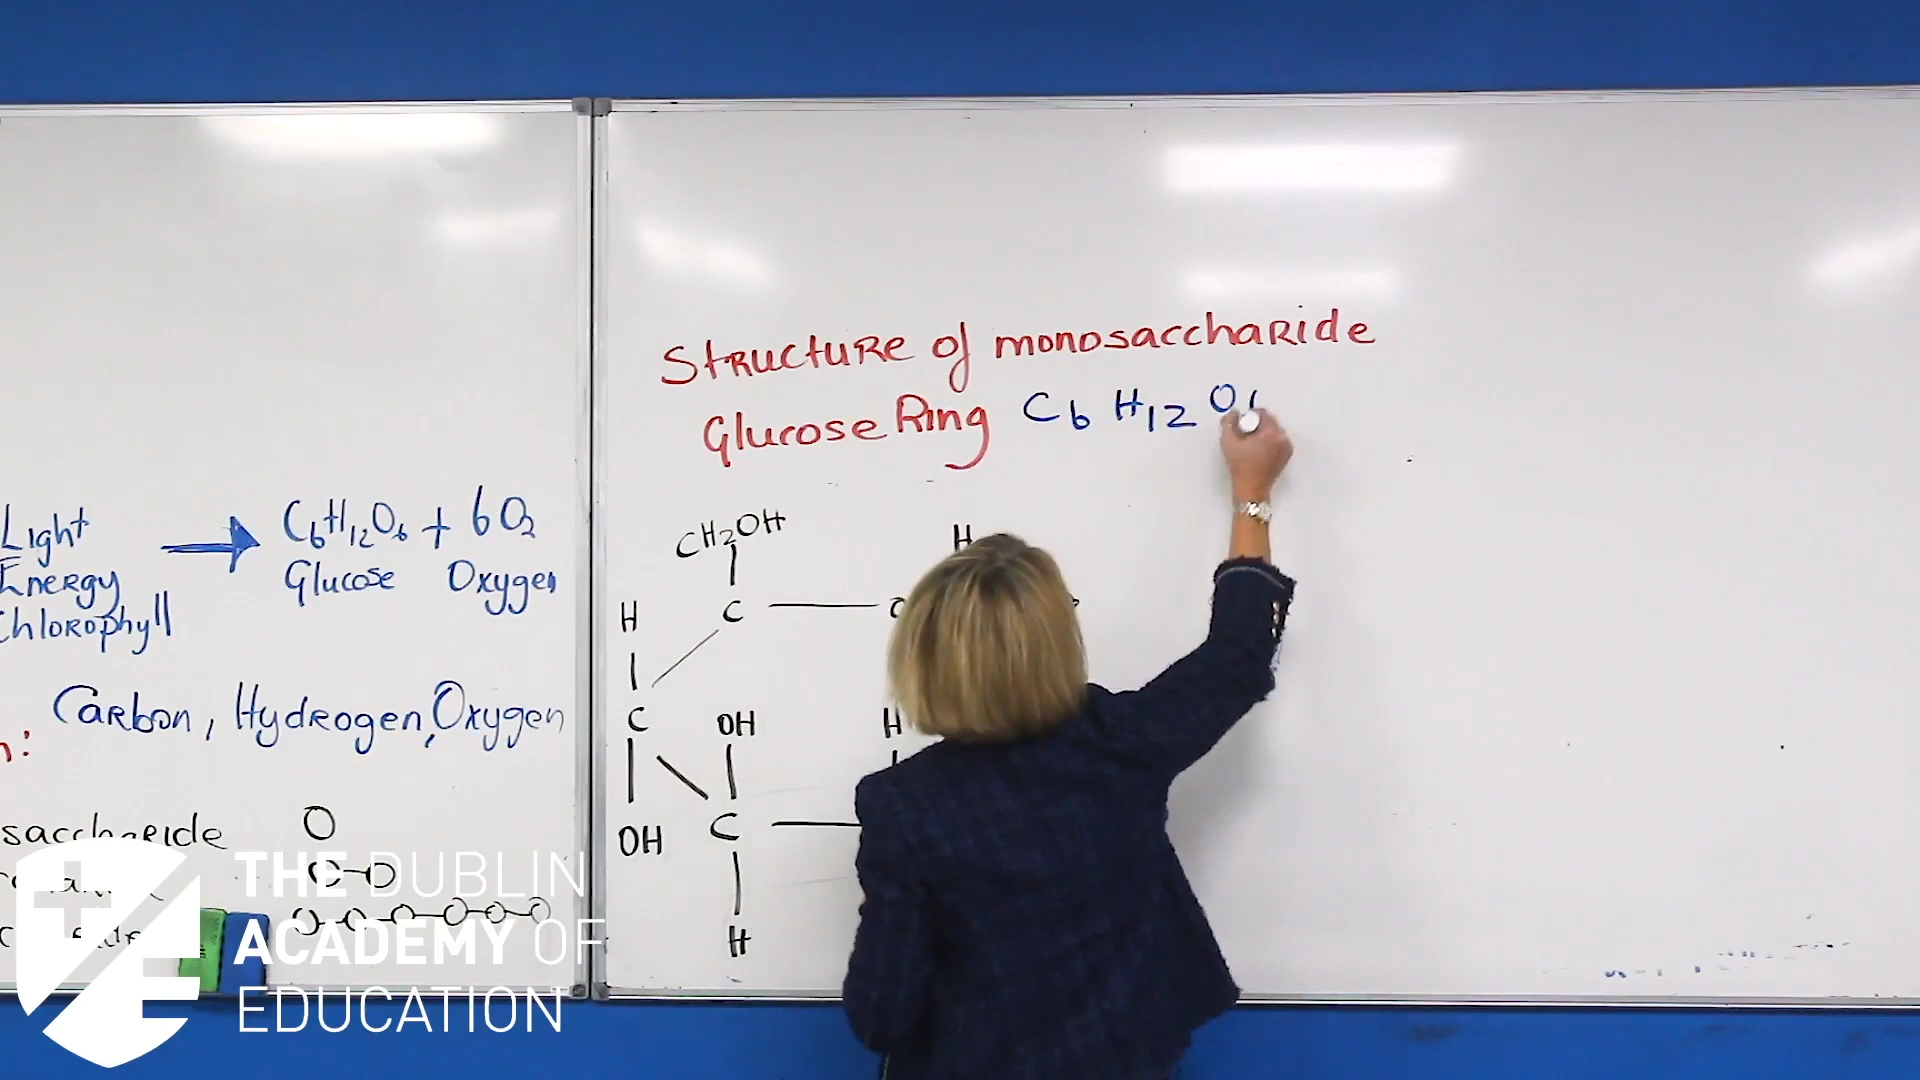 Light
Energy
Chlorophyll
C6H12O6 + 6O2
Glucose Oxygen
Carbon, Hydrogen, Oxygen
Structure of monosaccharide
Glucose Ring C6 H12 O
CH2OH
H
H
C
C
OH
H
OH
C
H
THE DUBLIN
ACADEMY OF
EDUCATION